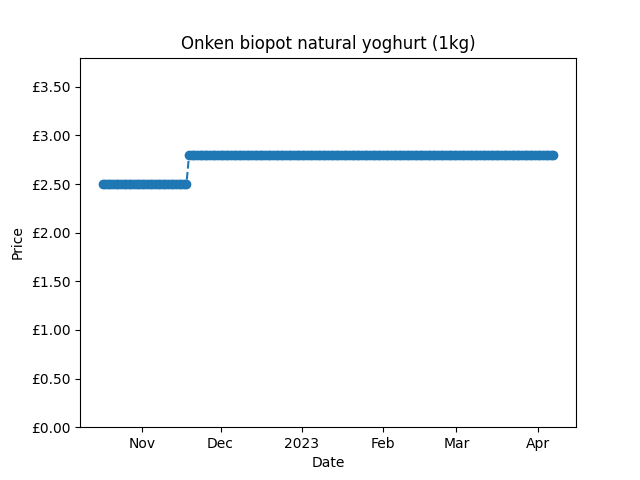 Onken biopot natural yoghurt (1kg)
£3.50
£3.00
£2.50
£2.00
£1.50
£1.00
£0.50
£0.00
Price
Nov Dec 2023 Feb Mar Apr
Date